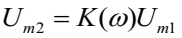 U_{m2} = K(ω)U_{m1}